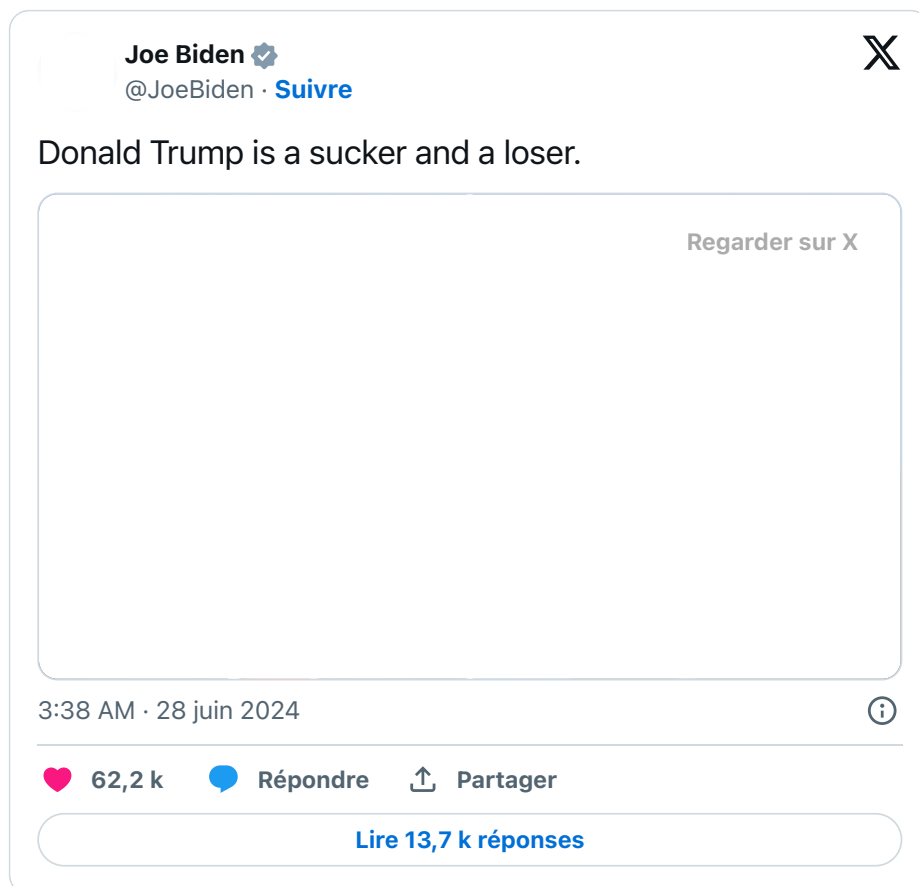 Joe Biden
@JoeBiden · Suivre
Donald Trump is a sucker and a loser.
Regarder sur X
3:38 AM · 28 juin 2024
62,2 k Répondre Partager
Lire 13,7 k réponses